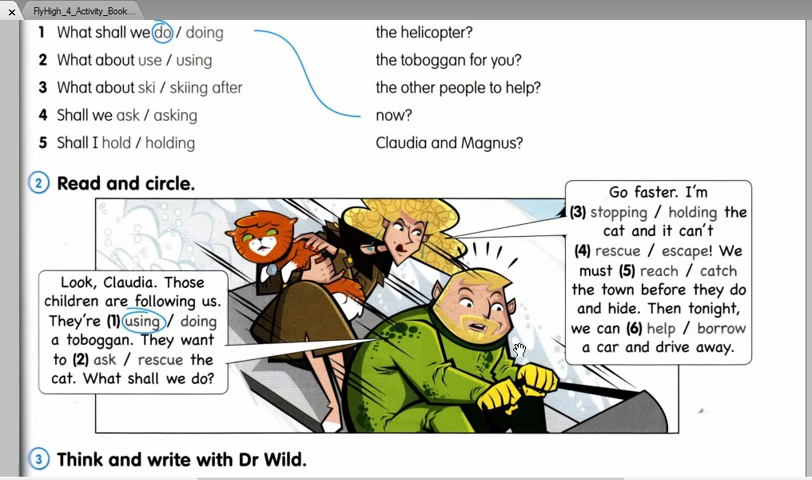 FlyHigh_4_Activity_Book...
1 What shall we do / doing
the helicopter?
2 What about use / using
the toboggan for you?
3 What about ski / skiing after
the other people to help?
4 Shall we ask / asking
now?
5 Shall I hold / holding
Claudia and Magnus?
2 Read and circle.
Go faster. I'm
(3) stopping / holding the
cat and it can't
(4) rescue / escape! We
must (5) reach / catch
the town before they do
and hide. Then tonight,
we can (6) help / borrow
a car and drive away.
Look, Claudia. Those
children are following us.
They're (1) using / doing
a toboggan. They want
to (2) ask / rescue the
cat. What shall we do?
3 Think and write with Dr Wild.